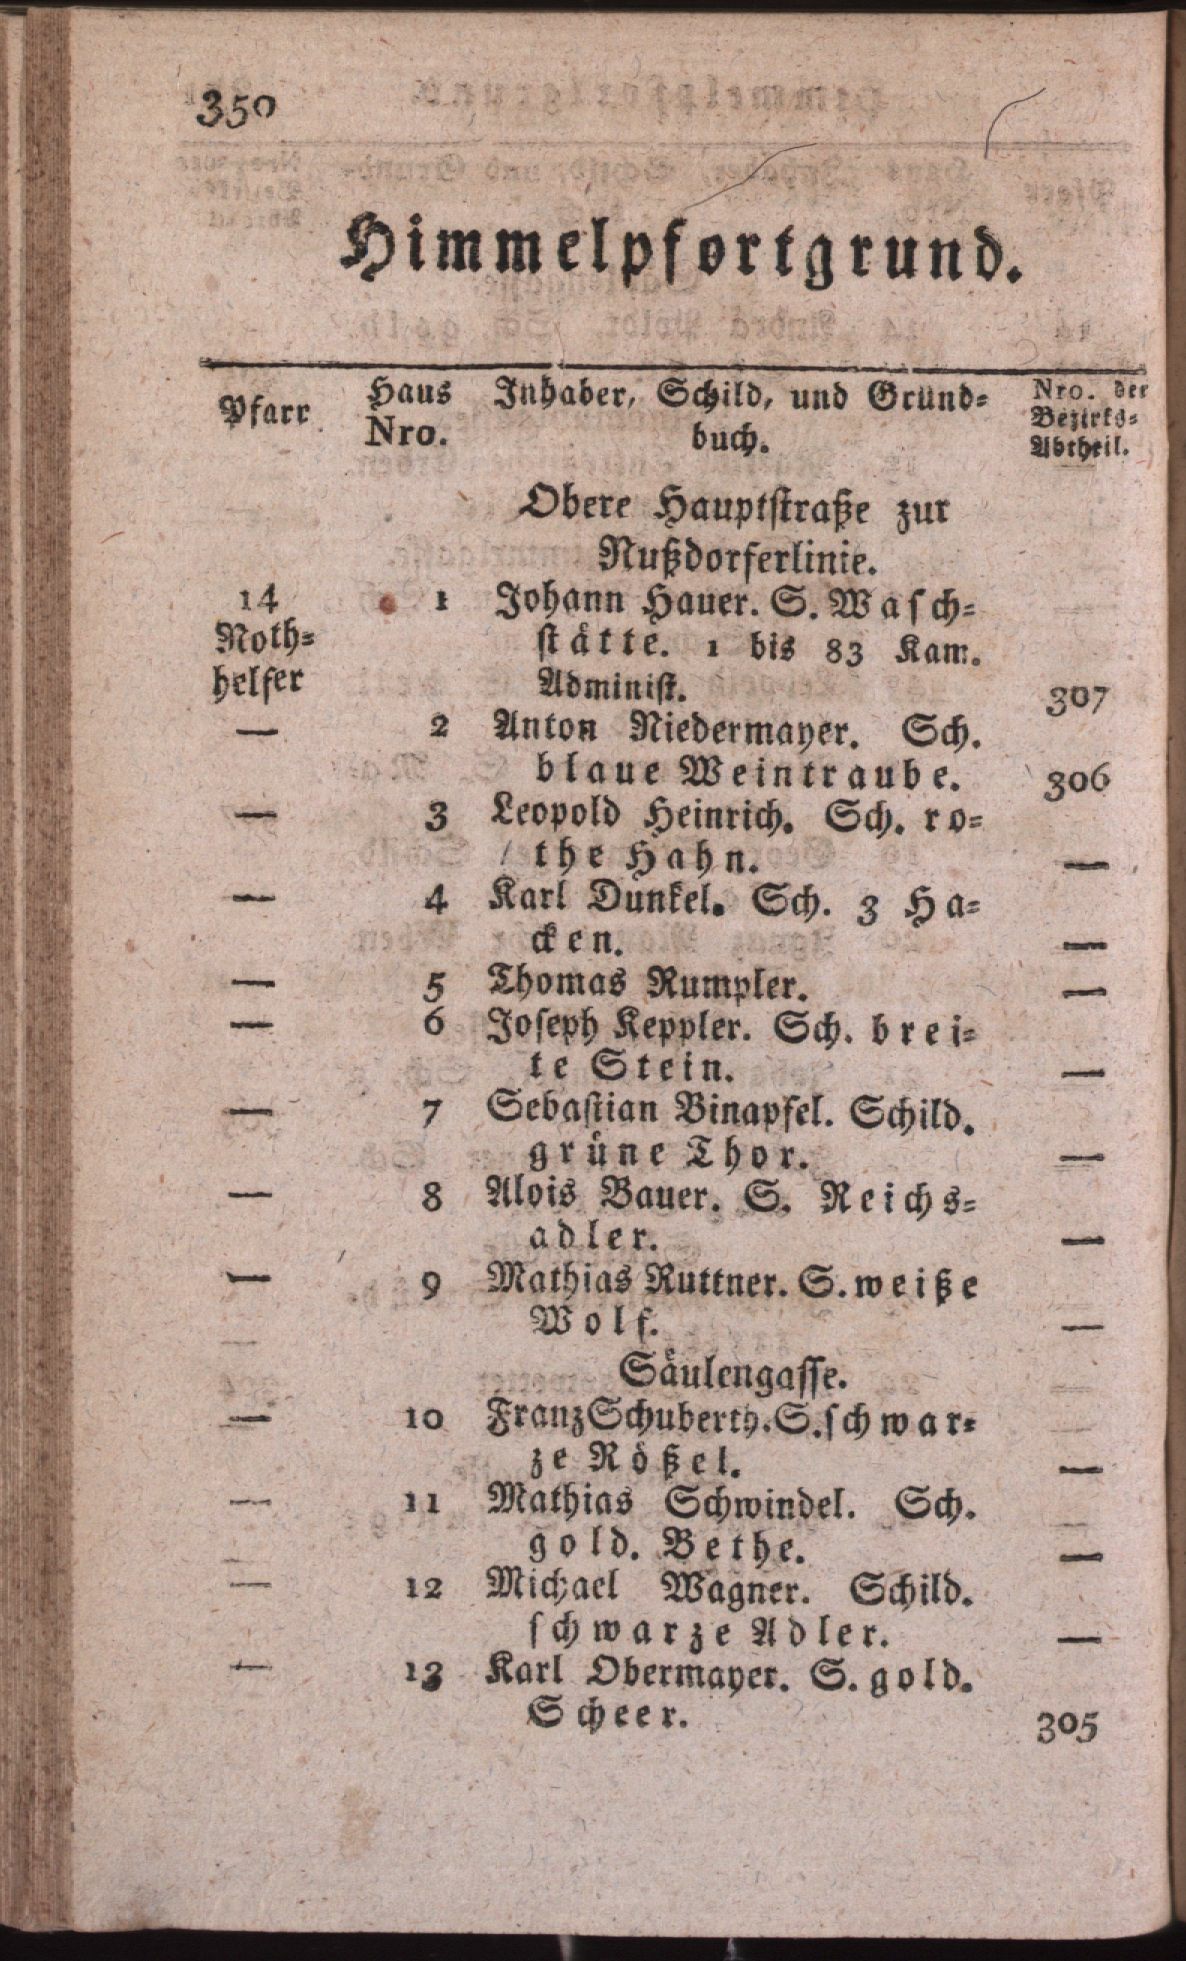 350
Himmelpfortgrund.
Pfarr
Haus Nro.
Inhaber, Schild, und Grund=
buch.
Nro. der
Bezirks=
Abtheil.
Obere Hauptstraße zur
Nußdorferlinie.
14 1 Johann Hauer. S. Wasch=
Noth= stätte. 1 bis 83 Kam.
helfer Administ. 307
— 2 Anton Niedermayer. Sch.
blaue Weintraube. 306
— 3 Leopold Heinrich. Sch. ro=
the Hahn. —
— 4 Karl Dunkel. Sch. 3 Ha=
cken. —
— 5 Thomas Rumpler. —
— 6 Joseph Keppler. Sch. brei=
te Stein. —
— 7 Sebastian Binapfel. Schild.
grüne Thor. —
— 8 Alois Bauer. S. Reichs=
adler. —
— 9 Mathias Ruttner. S. weiße
Wolf. —
Säulengasse.
— 10 Franz Schuberth. S. schwar=
ze Rößel. —
— 11 Mathias Schwindel. Sch.
gold. Bethe. —
— 12 Michael Wagner. Schild.
schwarze Adler. —
— 13 Karl Obermayer. S. gold.
Scheer. 305